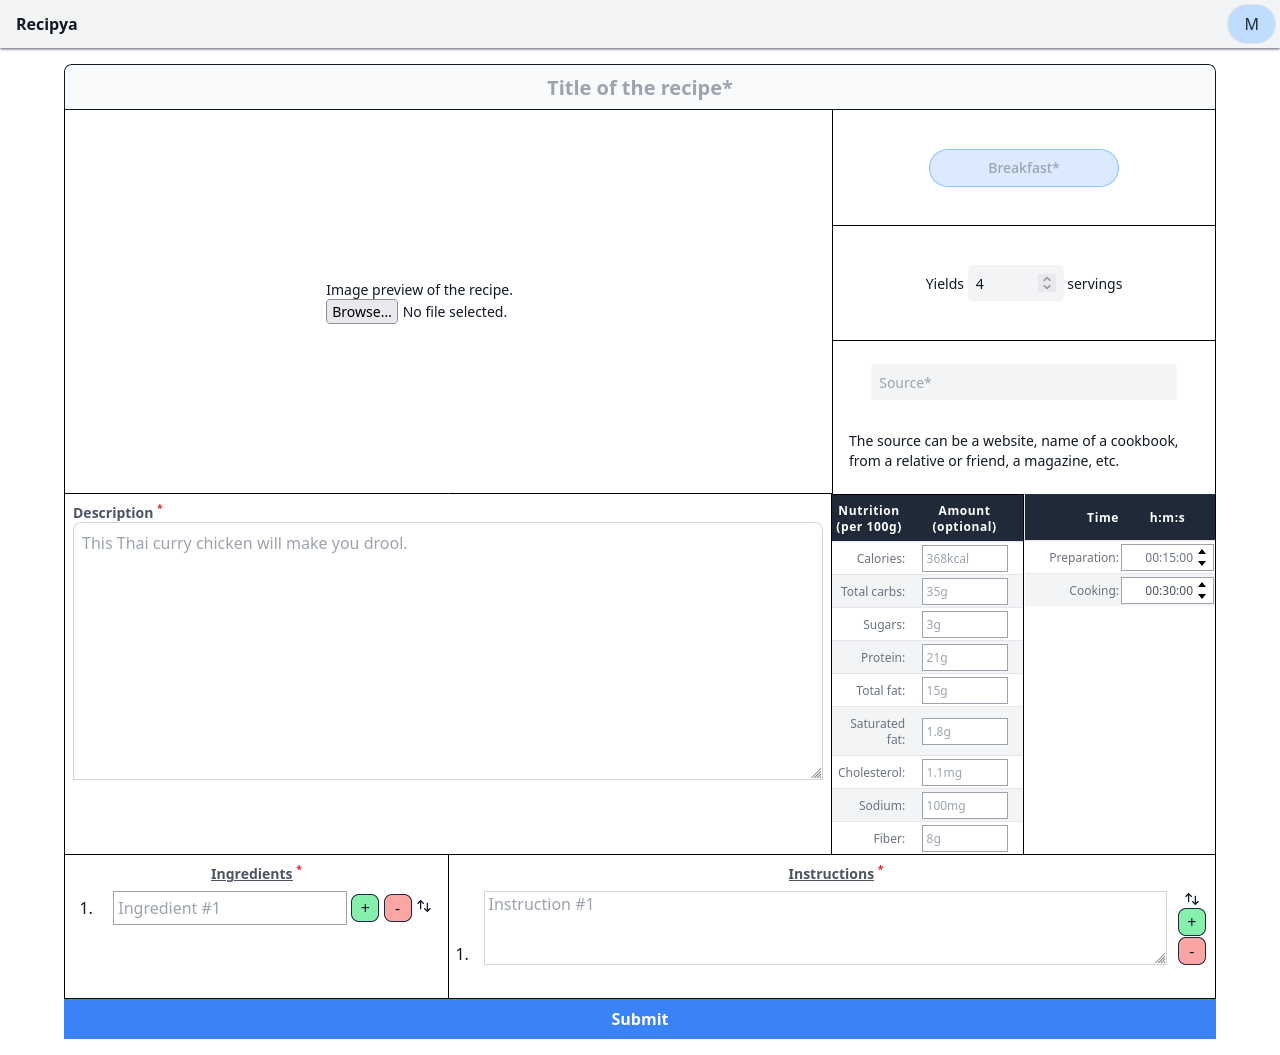 Recipya
M
Title of the recipe*
Image preview of the recipe.
Browse... No file selected.
Breakfast*
Yields 4 servings
Source*
The source can be a website, name of a cookbook,
from a relative or friend, a magazine, etc.
Description *
This Thai curry chicken will make you drool.
Nutrition Amount
(per 100g) (optional)
Calories: 368kcal
Total carbs: 35g
Sugars: 3g
Protein: 21g
Total fat: 15g
Saturated
fat: 1.8g
Cholesterol: 1.1mg
Sodium: 100mg
Fiber: 8g
Time h:m:s
Preparation: 00:15:00
Cooking: 00:30:00
Ingredients *
1. Ingredient #1 + -
Instructions *
1. Instruction #1
+
-
Submit